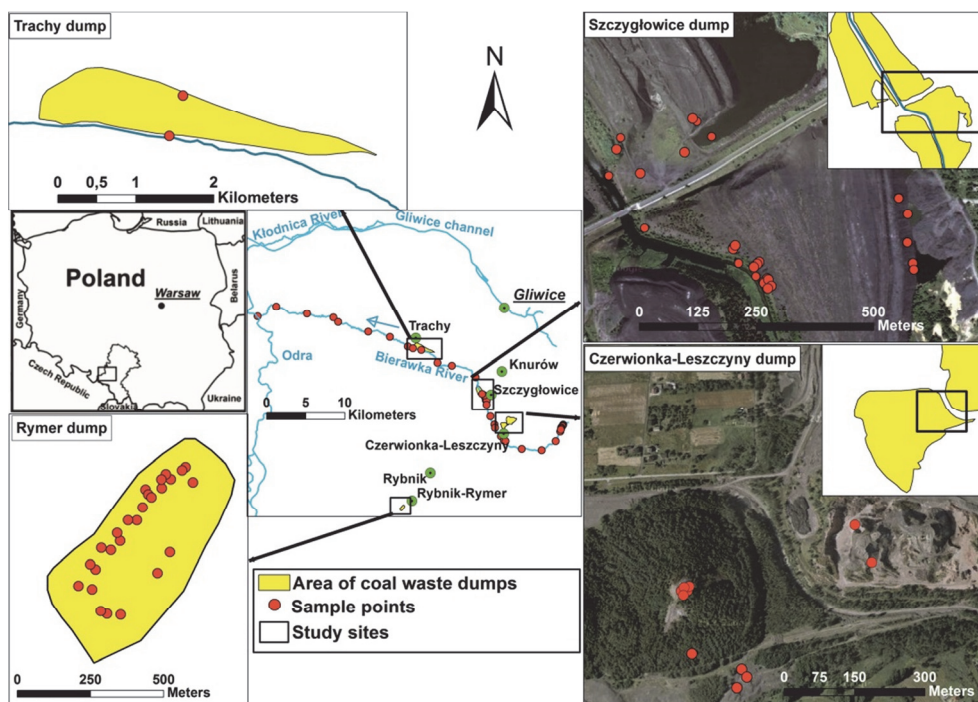 Trachy dump
0 0,5 1 2
Kilometers
N
Szczygłowice dump
0 125 250 500
Meters
Russia
Lithuania
Poland
Warsaw
Germany
Belarus
Czech Republic
Slovakia
Ukraine
Kłodnica River
Gliwice channel
Gliwice
Trachy
Odra
Bierawka River
Knurów
Szczygłowice
0 5 10
Kilometers
Czerwionka-Leszczyny
Rybnik
Rybnik-Rymer
Czerwionka-Leszczyny dump
0 75 150 300
Meters
Rymer dump
0 250 500
Meters
Area of coal waste dumps
Sample points
Study sites